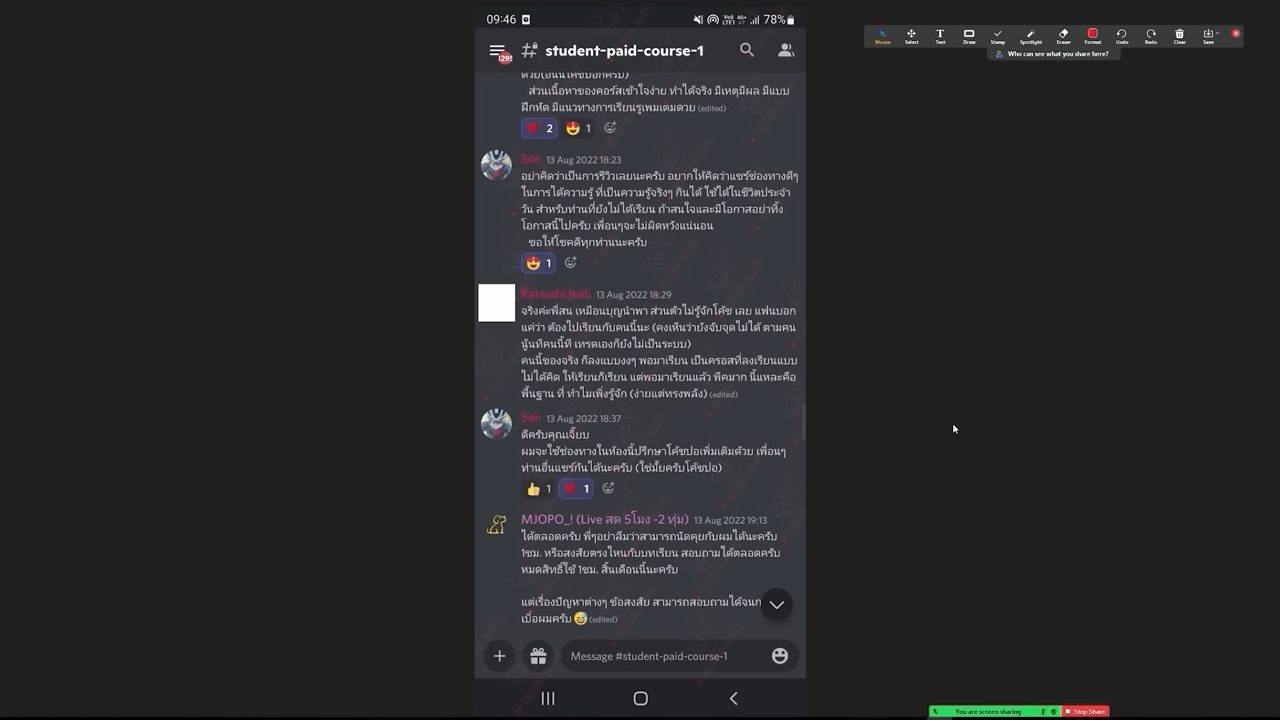 09:46
VoLTE1 4G+ 78%
student-paid-course-1
Mouse Select Text Draw Stamp Spotlight Eraser Format Undo Redo Clear Save
Who can see what you share here?
ส่วนเนื้อหาของคอร์สเข้าใจง่าย ทำได้จริง มีเหตุมีผล มีแบบ
ฝึกหัด มีแนวทางการเรียนรู้เพิ่มเติมด้วย (edited)
2 1
Son 13 Aug 2022 18:23
อย่าคิดว่าเป็นการรีวิวเลยนะครับ อยากให้คิดว่าแชร์ช่องทางดีๆ
ในการได้ความรู้ ที่เป็นความรู้จริงๆ กินได้ ใช้ได้ในชีวิตประจำ
วัน สำหรับท่านที่ยังไม่ได้เรียน ถ้าสนใจและมีโอกาสอย่าทิ้ง
โอกาสนี้ไปครับ เพื่อนๆจะไม่ผิดหวังแน่นอน
ขอให้โชคดีทุกท่านนะครับ
1
Ratsuda.jeab 13 Aug 2022 18:29
จริงค่ะพี่สน เหมือนบุญนำพา ส่วนตัวไม่รู้จักโค้ช เลย แฟนบอก
แค่ว่า ต้องไปเรียนกับคนนี้นะ (คงเห็นว่ายังจับจุดไม่ได้ ตามคน
นู้นทีคนนี้ที เทรดเองก็ยังไม่เป็นระบบ)
คนนี้ของจริง ก็ลงแบบงงๆ พอมาเรียน เป็นครอสที่ลงเรียนแบบ
ไม่ได้คิด ให้เรียนก็เรียน แต่พอมาเรียนแล้ว พีคมาก นี้แหละคือ
พื้นฐาน ที่ ทำไมเพิ่งรู้จัก (ง่ายแต่ทรงพลัง) (edited)
Son 13 Aug 2022 18:37
ดีครับคุณเจี๊ยบ
ผมจะใช้ช่องทางในห้องนี้ปรึกษาโค้ชปอเพิ่มเติมด้วย เพื่อนๆ
ท่านอื่นแชร์กันได้นะครับ (ใช่มั้ยครับโค้ชปอ)
1 1
MJOPO_! (Live สด 5โมง -2 ทุ่ม) 13 Aug 2022 19:13
ได้ตลอดครับ พี่ๆอย่าลืมว่าสามารถนัดคุยกับผมได้นะครับ
1ชม. หรือสงสัยตรงไหนกับบทเรียน สอบถามได้ตลอดครับ
หมดสิทธิ์ใช้ 1ชม. สิ้นเดือนนี้นะครับ
แต่เรื่องปัญหาต่างๆ ข้อสงสัย สามารถสอบถามได้จน
เบื่อผมครับ 😅 (edited)
Message #student-paid-course-1
You are screen sharing Stop Share